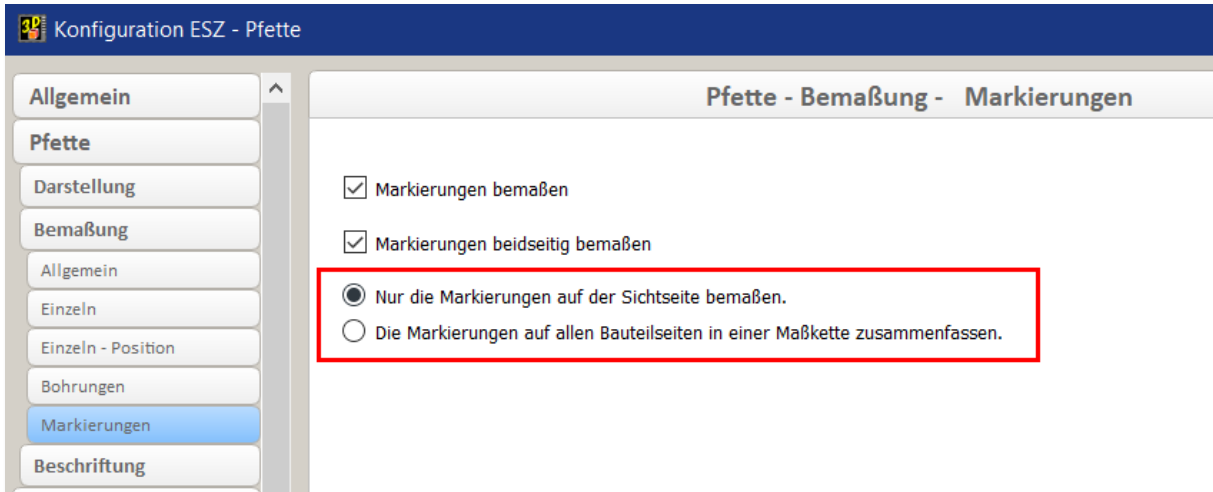 Konfiguration ESZ - Pfette
Allgemein
Pfette
Darstellung
Bemaßung
Allgemein
Einzeln
Einzeln - Position
Bohrungen
Markierungen
Beschriftung
Pfette - Bemaßung - Markierungen
Markierungen bemaßen
Markierungen beidseitig bemaßen
Nur die Markierungen auf der Sichtseite bemaßen.
Die Markierungen auf allen Bauteilseiten in einer Maßkette zusammenfassen.